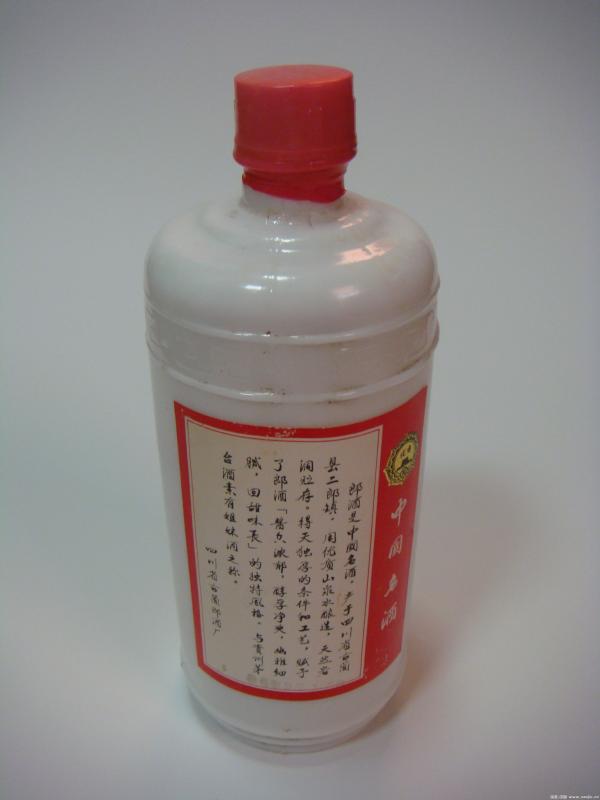 中国名酒
郎酒是中国名酒。产于四川省古蔺
县二郎镇。用优质山泉水酿造，天然岩
洞贮存。得天独厚的条件和工艺，赋予
了郎酒「酱香浓郁，醇厚净爽，幽雅细
腻，回甜味长」的独特风格。与贵州茅
台酒素有姐妹酒之称。
四川省古蔺郎酒厂